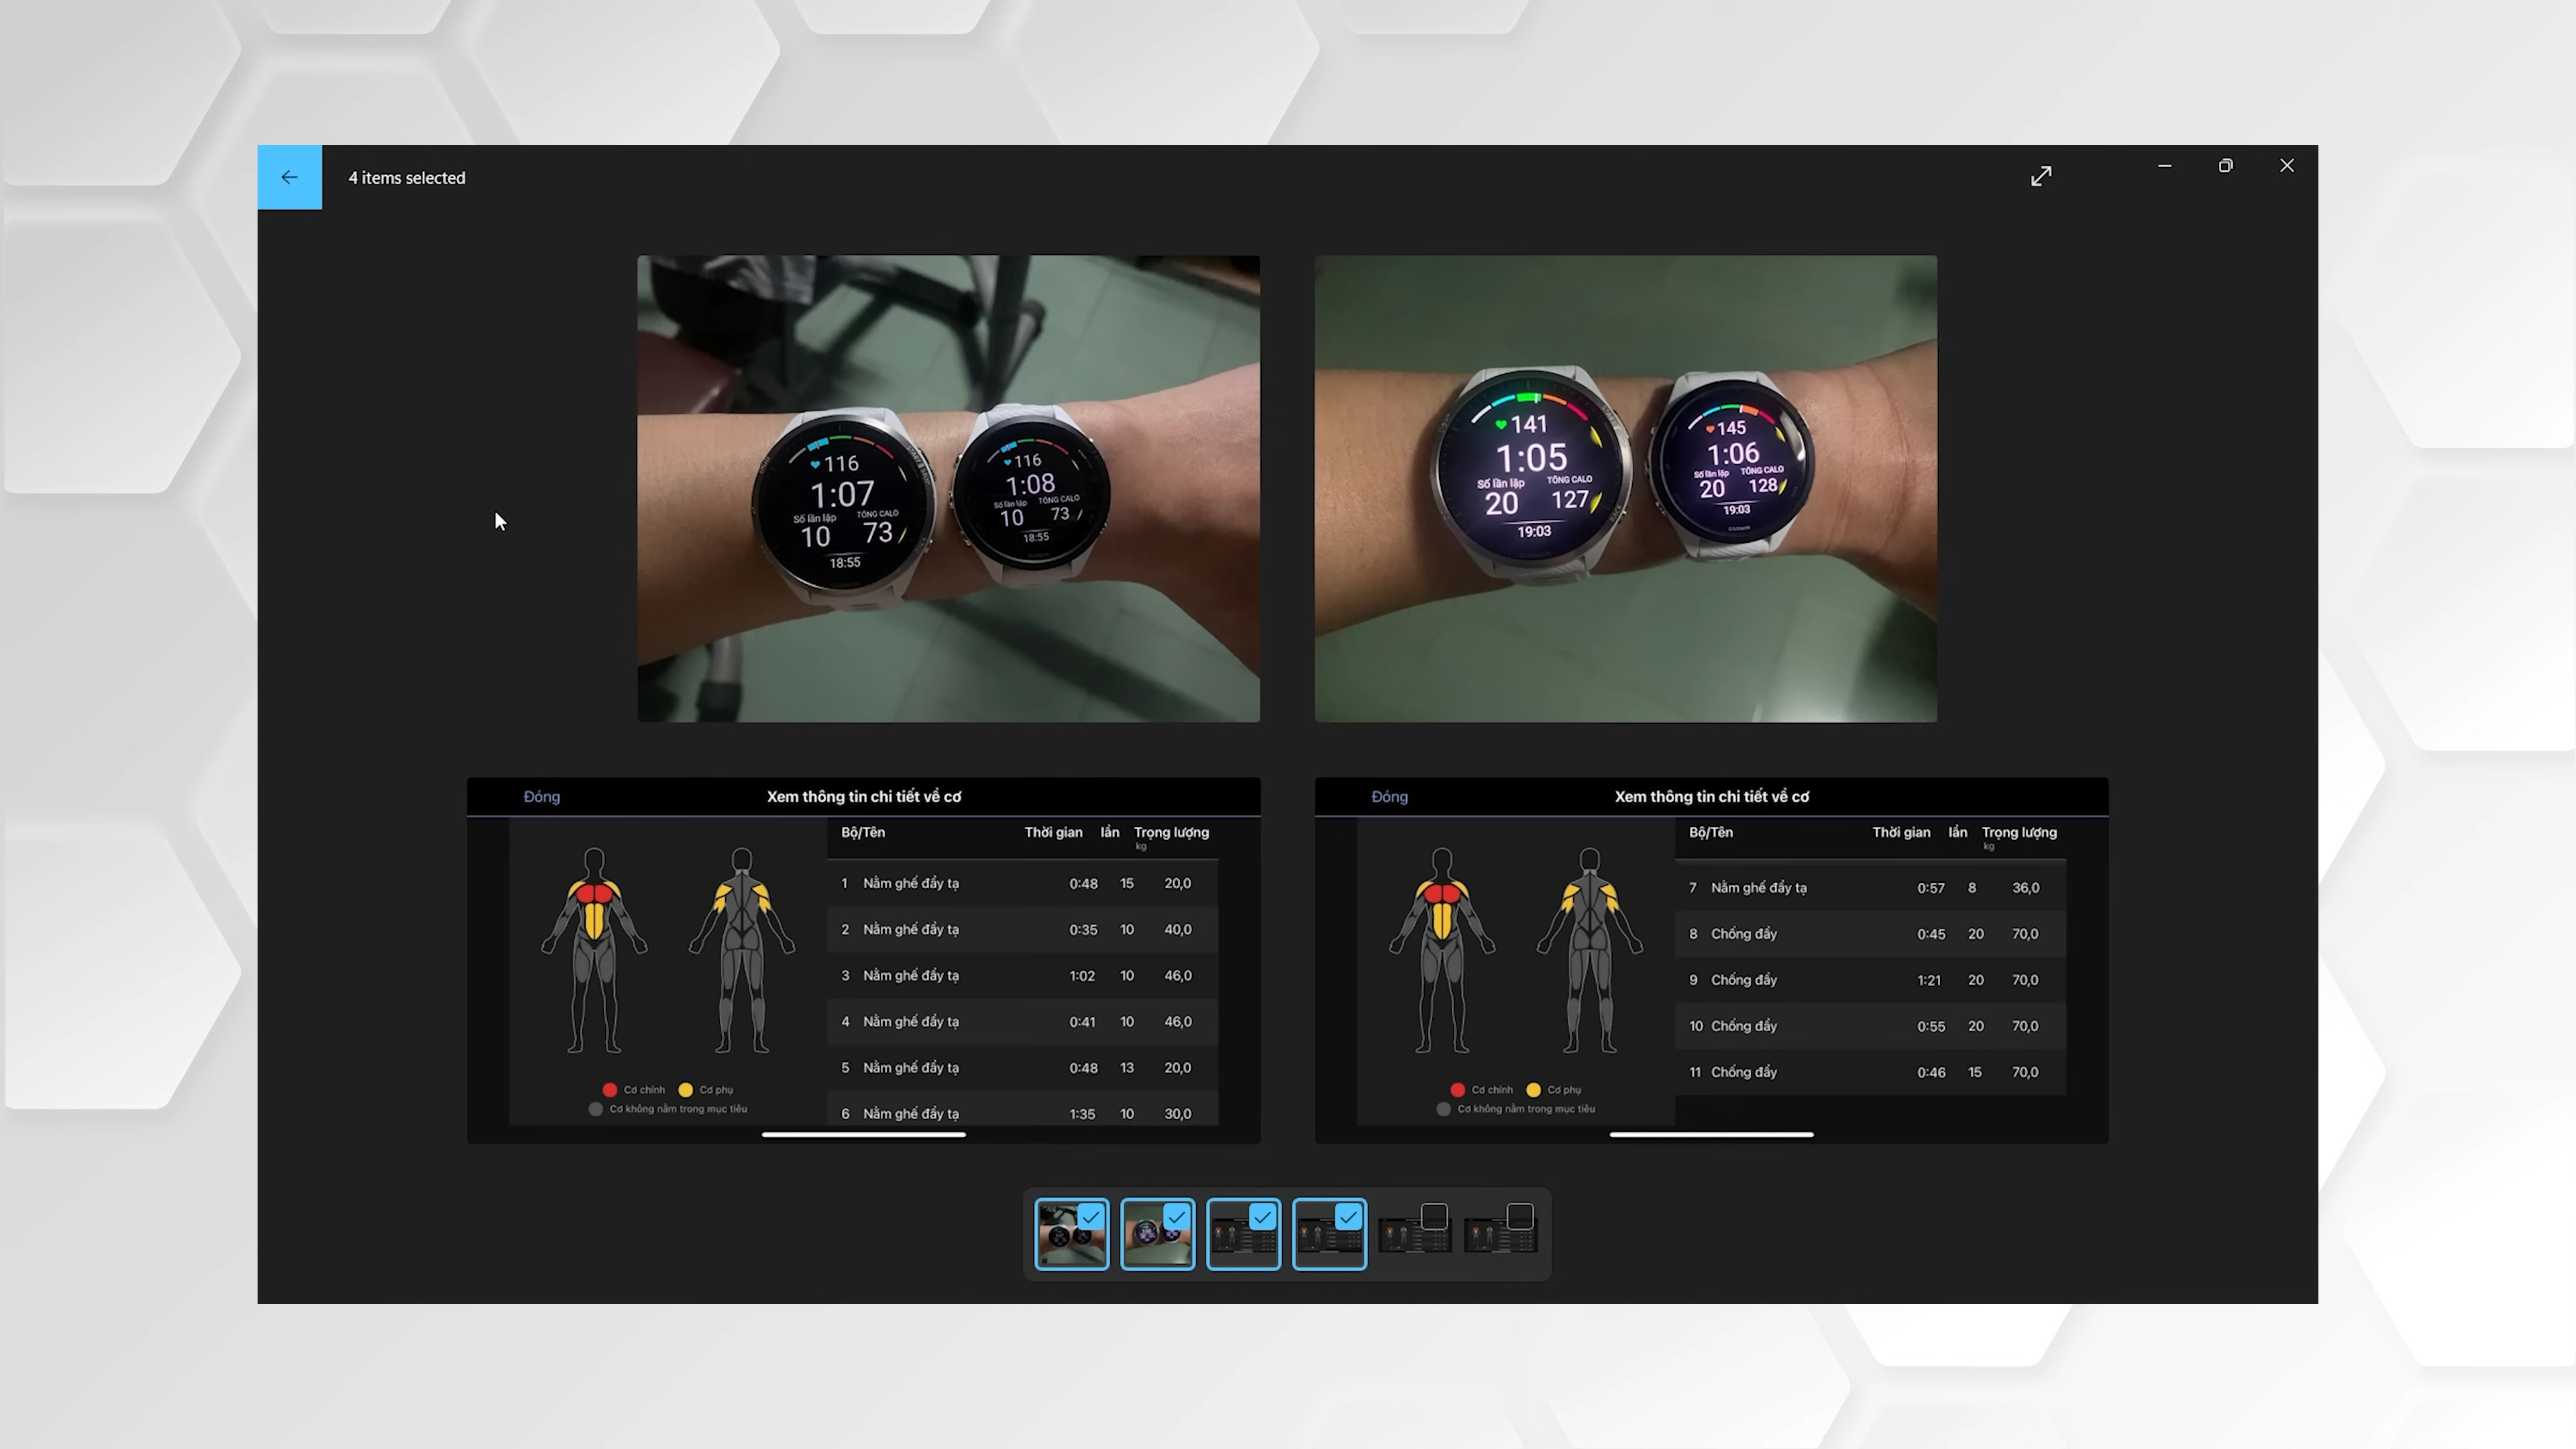 4 items selected
116
1:07
Số lần lặp TỔNG CALO
10 73
18:55
116
1:08
Số lần lặp TỔNG CALO
10 73
18:55
141
1:05
Số lần lặp TỔNG CALO
20 127
19:03
145
1:06
Số lần lặp TỔNG CALO
20 128
19:03
GARMIN
Đóng Xem thông tin chi tiết về cơ
Bộ/Tên Thời gian lần Trọng lượng
kg
1 Nằm ghế đẩy tạ 0:48 15 20,0
2 Nằm ghế đẩy tạ 0:35 10 40,0
3 Nằm ghế đẩy tạ 1:02 10 46,0
4 Nằm ghế đẩy tạ 0:41 10 46,0
5 Nằm ghế đẩy tạ 0:48 13 20,0
6 Nằm ghế đẩy tạ 1:35 10 30,0
Cơ chính Cơ phụ
Cơ không nằm trong mục tiêu
Đóng Xem thông tin chi tiết về cơ
Bộ/Tên Thời gian lần Trọng lượng
kg
7 Nằm ghế đẩy tạ 0:57 8 36,0
8 Chống đẩy 0:45 20 70,0
9 Chống đẩy 1:21 20 70,0
10 Chống đẩy 0:55 20 70,0
11 Chống đẩy 0:46 15 70,0
Cơ chính Cơ phụ
Cơ không nằm trong mục tiêu